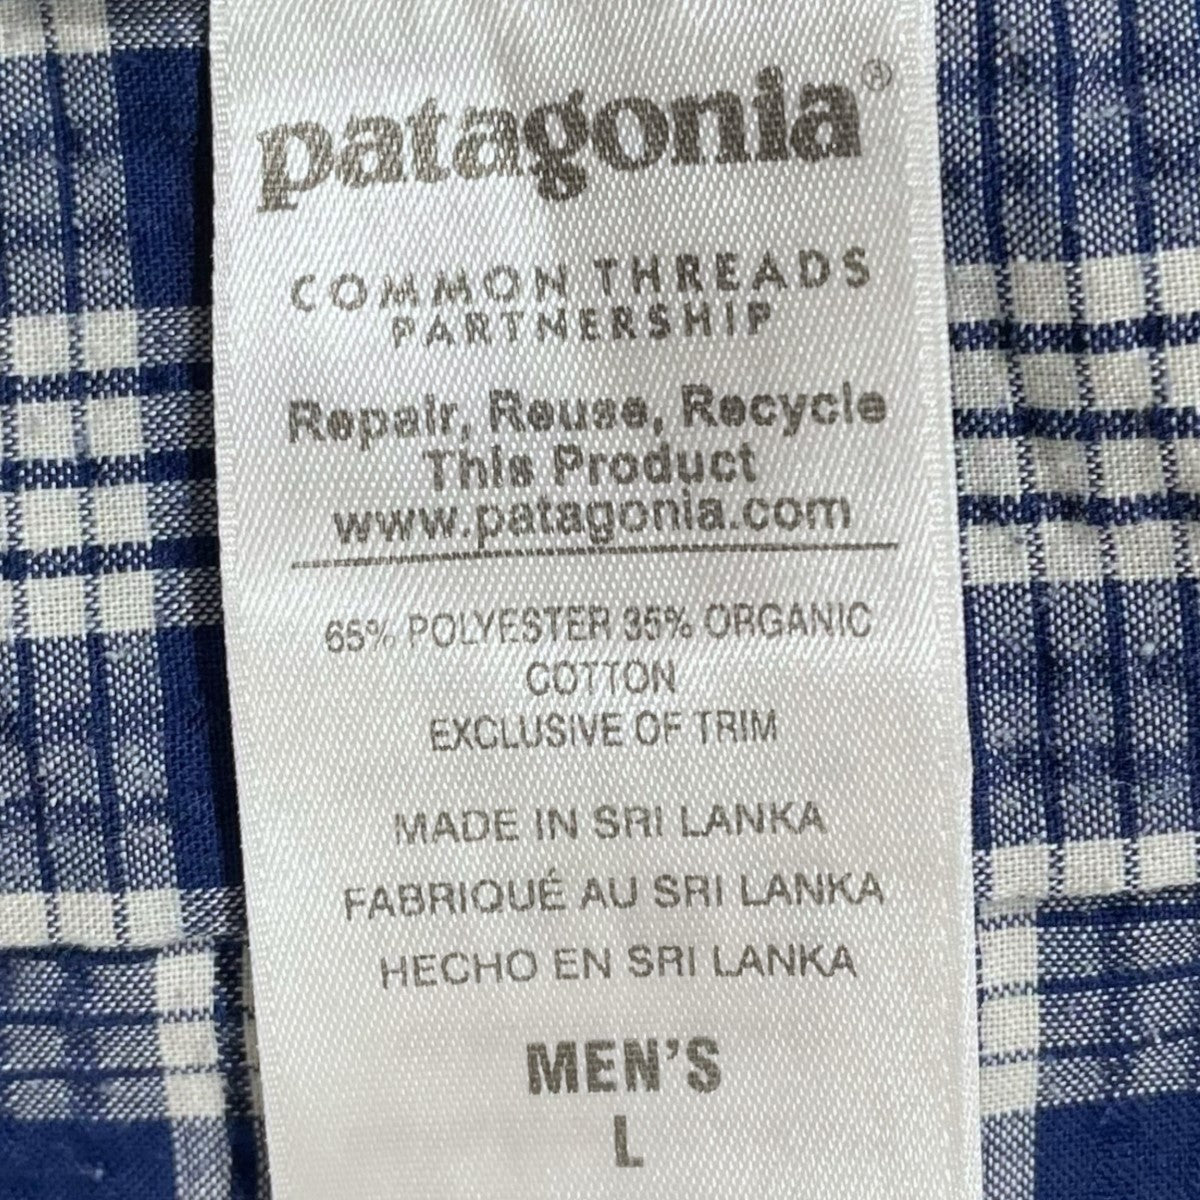 patagonia®
COMMON THREADS
PARTNERSHIP
Repair, Reuse, Recycle
This Product
www.patagonia.com
65% POLYESTER 35% ORGANIC
COTTON
EXCLUSIVE OF TRIM
MADE IN SRI LANKA
FABRIQUÉ AU SRI LANKA
HECHO EN SRI LANKA
MEN'S
L